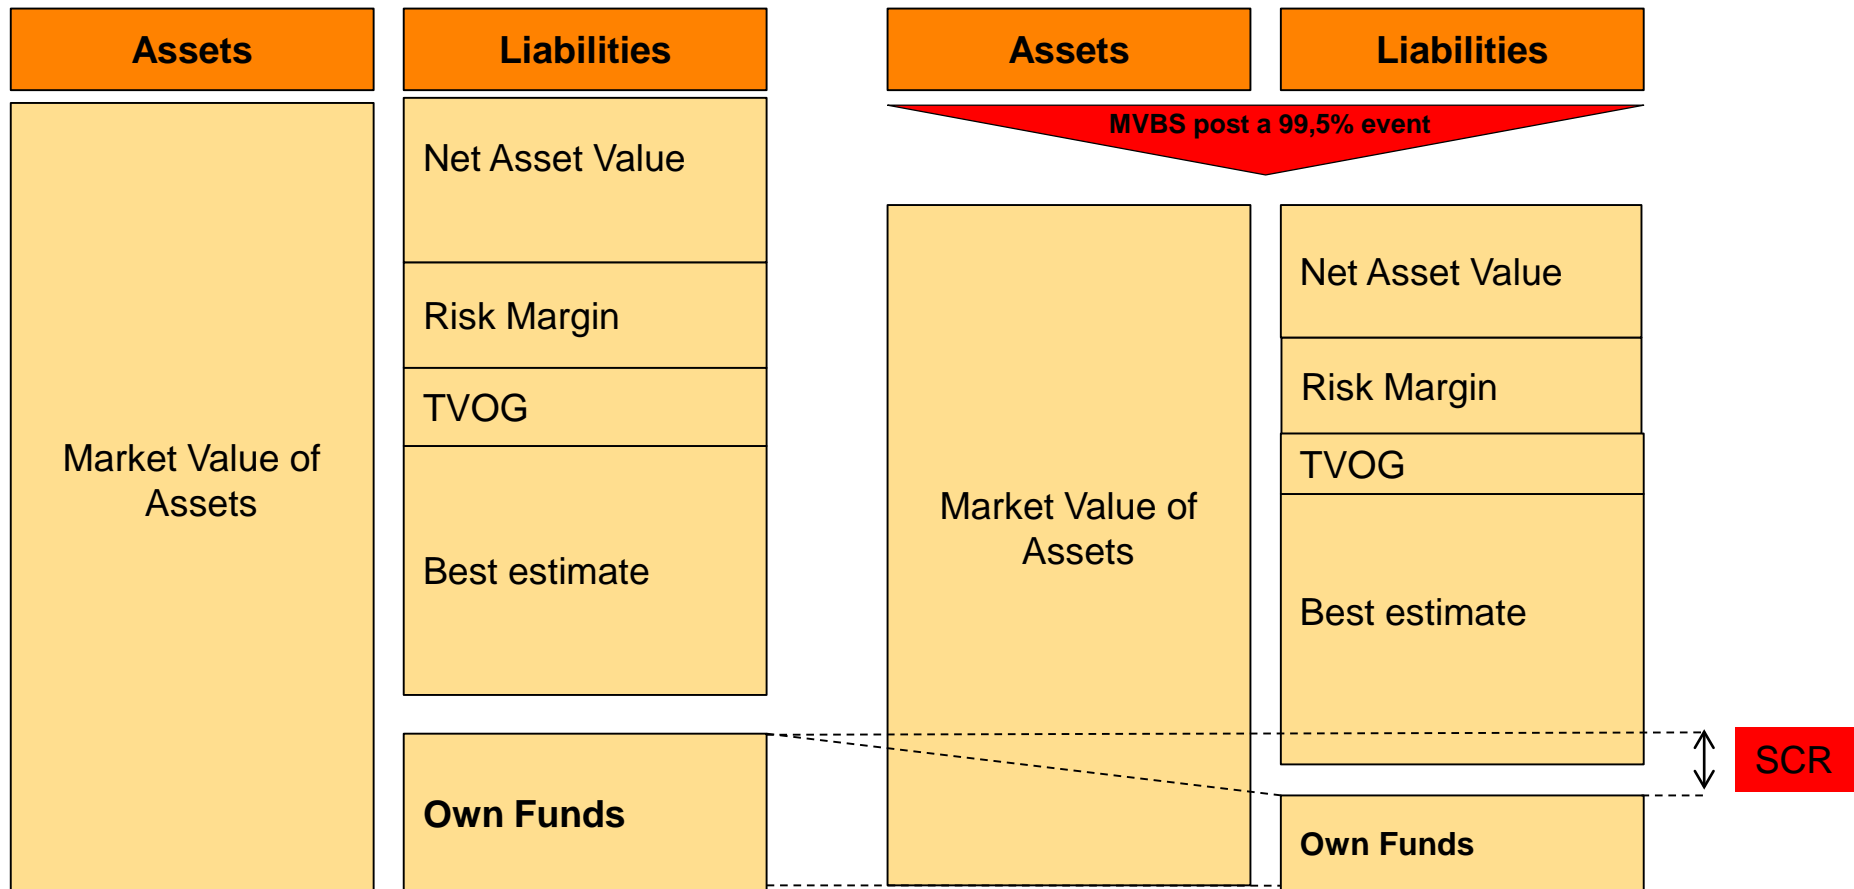 Assets
Liabilities
Assets
Liabilities
MVBS post a 99,5% event
Net Asset Value
Risk Margin
TVOG
Best estimate
Market Value of
Assets
Own Funds
Net Asset Value
Risk Margin
TVOG
Market Value of
Assets
Best estimate
SCR
Own Funds